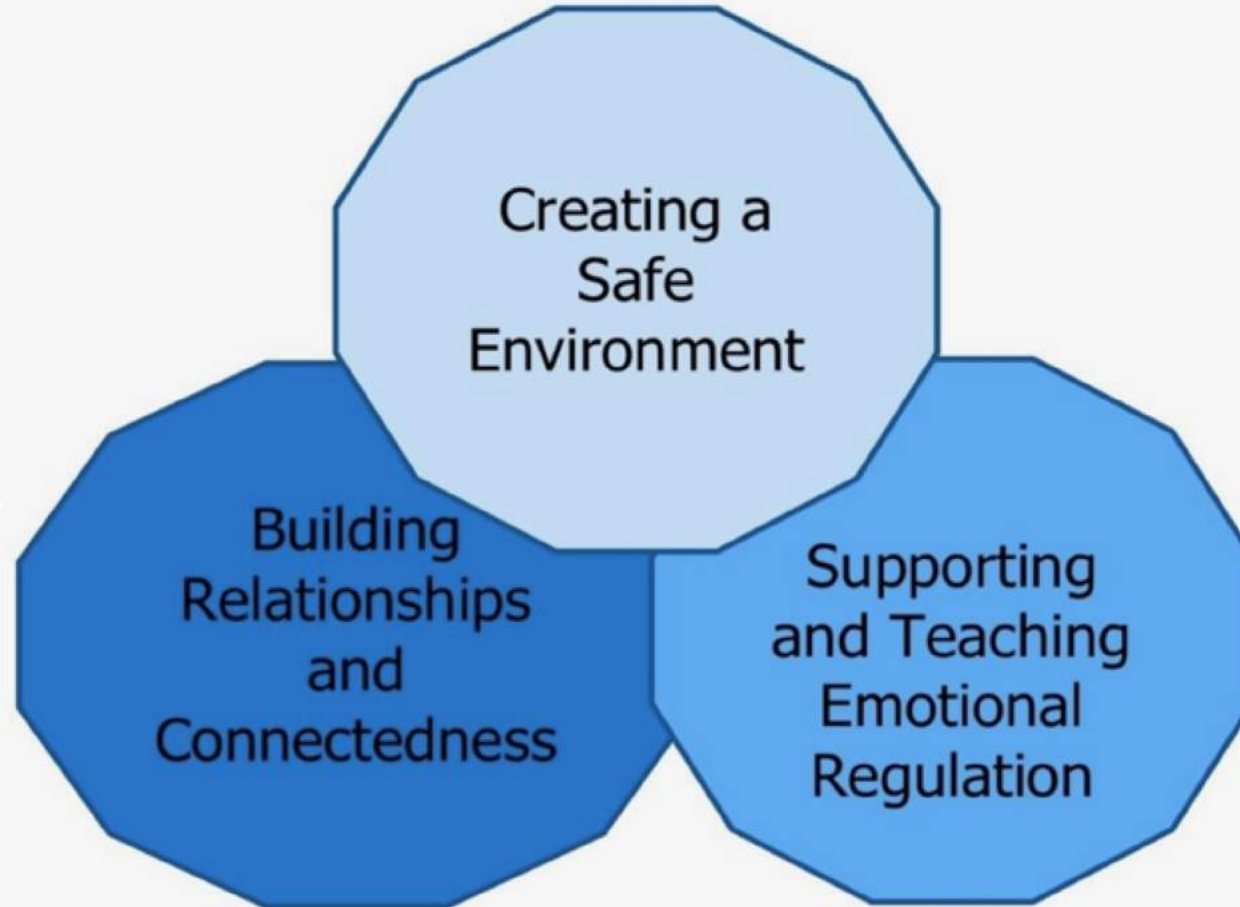 Creating a
Safe
Environment
Building
Relationships
and
Connectedness
Supporting
and Teaching
Emotional
Regulation